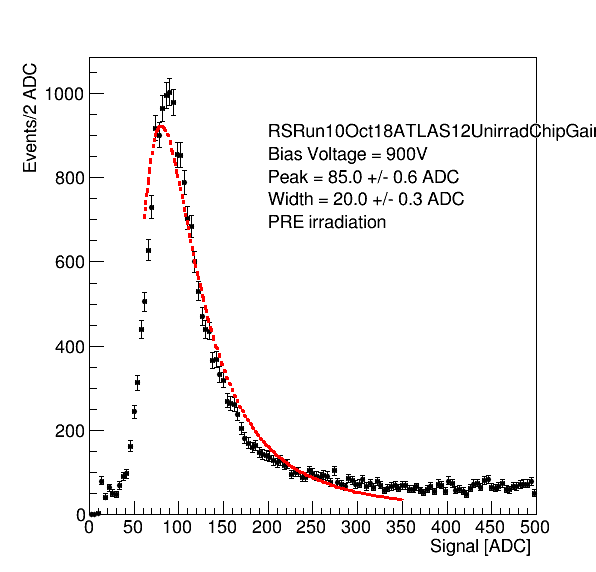 Events/2 ADC
1000
800
600
400
200
0
RSRun10Oct18ATLAS12UnirradChipGai
Bias Voltage = 900V
Peak = 85.0 +/- 0.6 ADC
Width = 20.0 +/- 0.3 ADC
PRE irradiation
0 50 100 150 200 250 300 350 400 450 500
Signal [ADC]